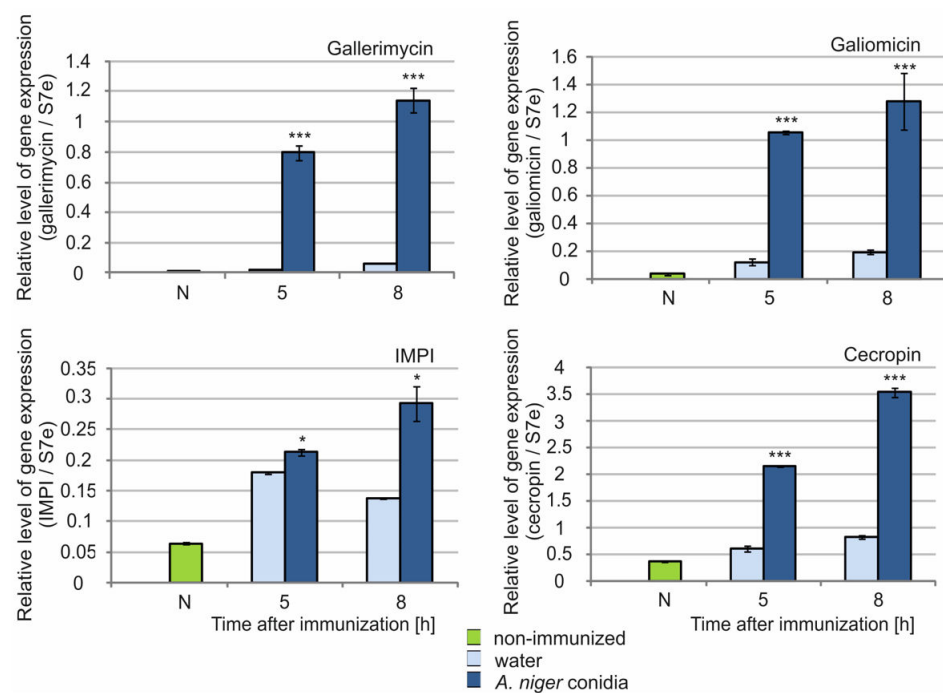 Gallerymycin
Relative level of gene expression
(gallerimycin / S7e)
1.4
1.2
1
0.8
0.6
0.4
0.2
0
***
***
N
5
8
Galiomicin
Relative level of gene expression
(galiomicin / S7e)
1.6
1.4
1.2
1
0.8
0.6
0.4
0.2
0
***
***
N
5
8
IMPI
Relative level of gene expression
(IMPI / S7e)
0.35
0.3
0.25
0.2
0.15
0.1
0.05
0
*
*
N
5
8
Time after immunization [h]
Cecropin
Relative level of gene expression
(cecropin / S7e)
4
3.5
3
2.5
2
1.5
1
0.5
0
***
***
N
5
8
Time after immunization [h]
non-immunized
water
A. niger conidia